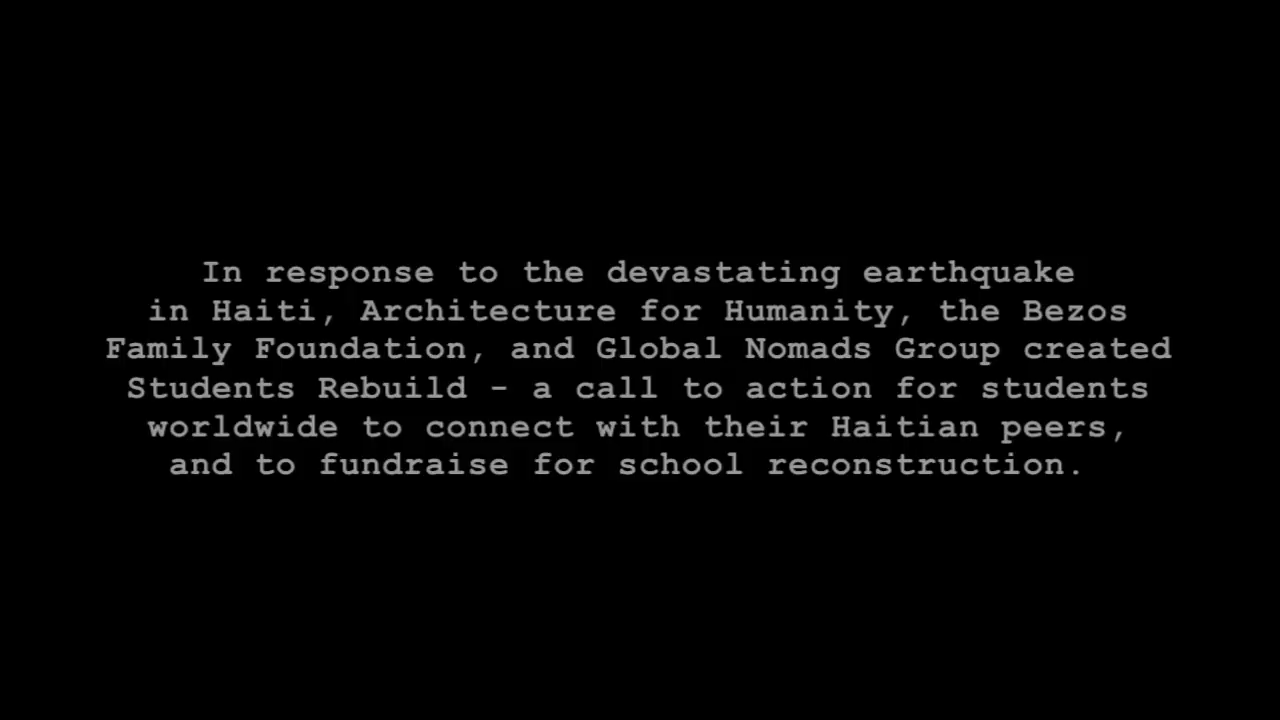 In response to the devastating earthquake
in Haiti, Architecture for Humanity, the Bezos
Family Foundation, and Global Nomads Group created
Students Rebuild - a call to action for students
worldwide to connect with their Haitian peers,
and to fundraise for school reconstruction.